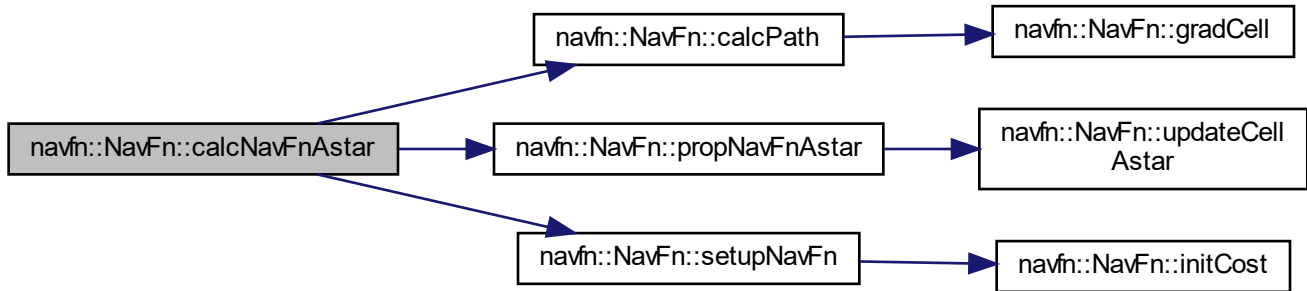 navfn::NavFn::calcNavFnAstar
navfn::NavFn::calcPath
navfn::NavFn::gradCell
navfn::NavFn::propNavFnAstar
navfn::NavFn::updateCell
Astar
navfn::NavFn::setupNavFn
navfn::NavFn::initCost